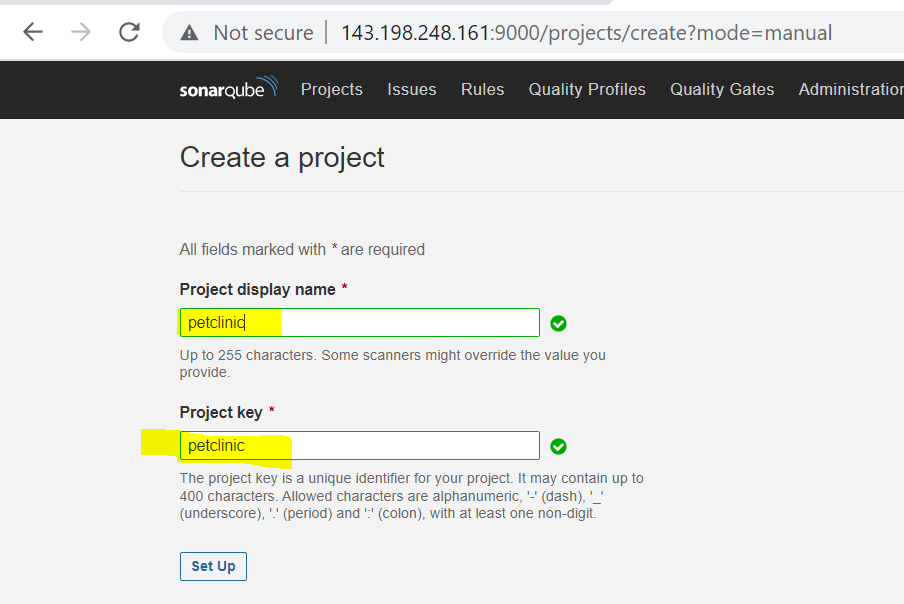 Not secure | 143.198.248.161:9000/projects/create?mode=manual
sonarqube Projects Issues Rules Quality Profiles Quality Gates Administration
Create a project
All fields marked with * are required
Project display name *
petclinic
Up to 255 characters. Some scanners might override the value you
provide.
Project key *
petclinic
The project key is a unique identifier for your project. It may contain up to
400 characters. Allowed characters are alphanumeric, '-' (dash), '_'
(underscore), '.' (period) and ':' (colon), with at least one non-digit.
Set Up